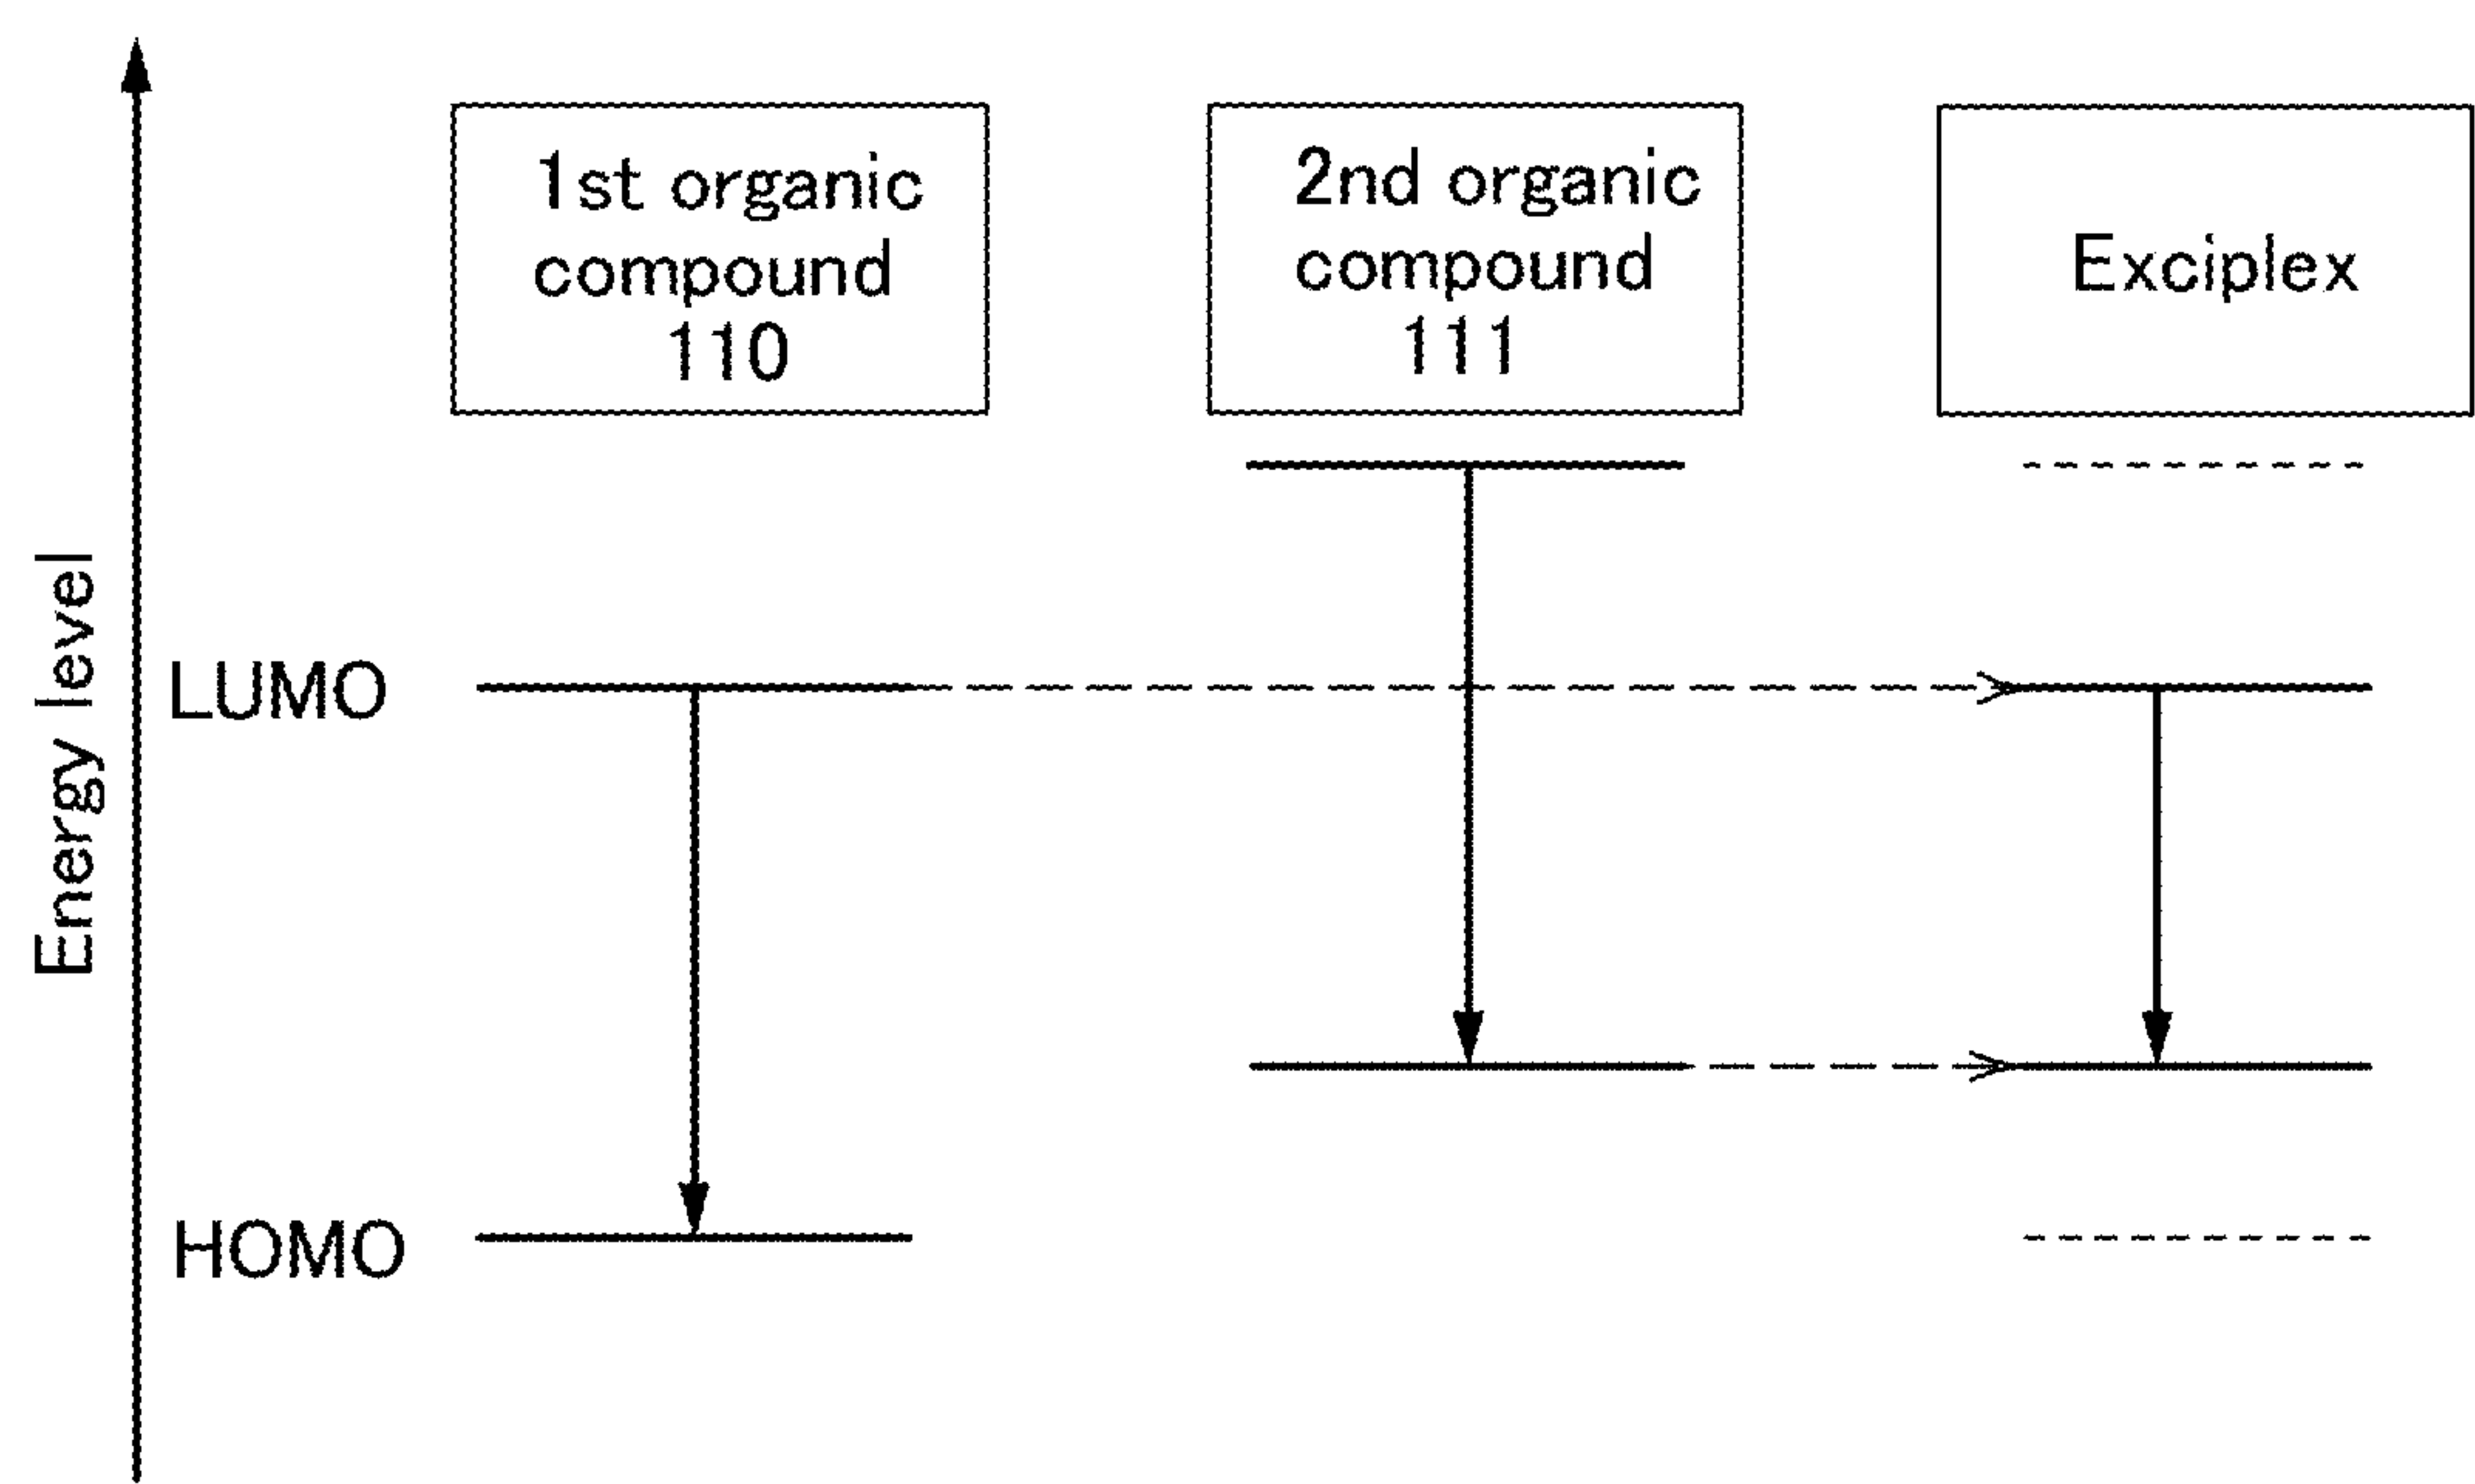 1st organic
compound
110
2nd organic
compound
111
Exciplex
Energy level
LUMO
HOMO